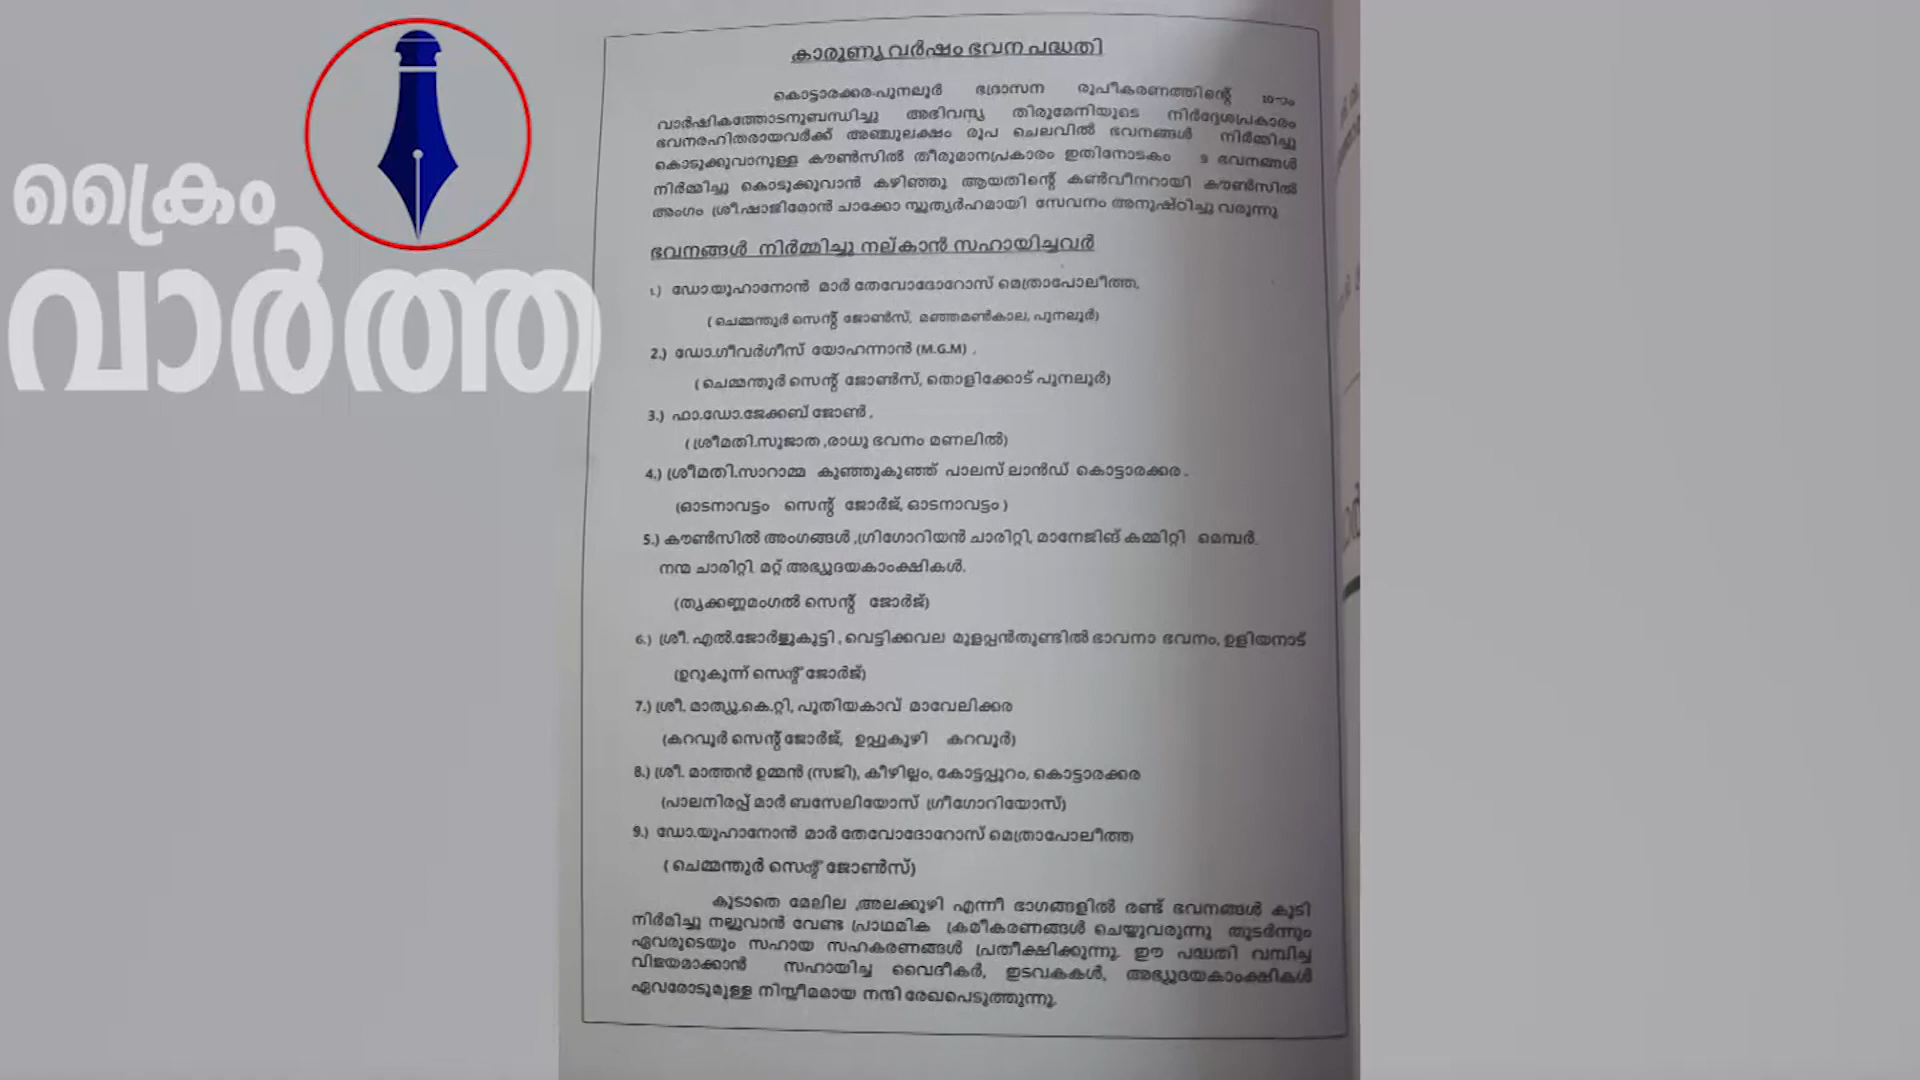 ക്രൈം
വാർത്ത
കാരുണ്യ വർഷം ഭവന പദ്ധതി
കൊട്ടാരക്കര-പുനലൂർ ഭദ്രാസന രൂപീകരണത്തിന്റെ 10-ാം
വാർഷികത്തോടനുബന്ധിച്ചു അഭിവന്ദ്യ തിരുമേനിയുടെ നിർദ്ദേശപ്രകാരം
ഭവനരഹിതരായവർക്ക് അഞ്ചുലക്ഷം രൂപ ചെലവിൽ ഭവനങ്ങൾ നിർമ്മിച്ചു
കൊടുക്കുവാനുള്ള കൗൺസിൽ തീരുമാനപ്രകാരം ഇതിനോടകം 9 ഭവനങ്ങൾ
നിർമ്മിച്ചു കൊടുക്കുവാൻ കഴിഞ്ഞു ആയതിന്റെ കൺവീനറായി കൗൺസിൽ
അംഗം ശ്രീ.ഷാജിമോൻ ചാക്കോ സ്തുത്യർഹമായി സേവനം അനുഷ്ഠിച്ചു വരുന്നു
ഭവനങ്ങൾ നിർമ്മിച്ചു നല്കാൻ സഹായിച്ചവർ
1.) ഡോ.യൂഹാനോൻ മാർ തേവോദോറോസ് മെത്രാപോലീത്ത,
( ചെമ്മന്തൂർ സെന്റ് ജോൺസ്, മഞ്ഞമൺകാല, പുനലൂർ)
2.) ഡോ.ഗീവർഗീസ് യോഹന്നാൻ (M.G.M) ,
( ചെമ്മന്തൂർ സെന്റ് ജോൺസ്, തൊളിക്കോട് പുനലൂർ)
3.) ഫാ.ഡോ.ജേക്കബ് ജോൺ ,
( ശ്രീമതി.സുജാത ,രാധു ഭവനം മണലിൽ)
4.) ശ്രീമതി.സാറാമ്മ കുഞ്ഞുകുഞ്ഞ് പാലസ് ലാൻഡ് കൊട്ടാരക്കര .
(ഓടനാവട്ടം സെന്റ് ജോർജ്, ഓടനാവട്ടം )
5.) കൗൺസിൽ അംഗങ്ങൾ ,ഗ്രിഗോറിയൻ ചാരിറ്റി, മാനേജിങ് കമ്മിറ്റി മെമ്പർ.
നന്മ ചാരിറ്റി. മറ്റ് അഭ്യുദയകാംക്ഷികൾ.
(തൃക്കണ്ണമംഗൽ സെന്റ് ജോർജ്)
6.) ശ്രീ. എൽ.ജോർജുകുട്ടി , വെട്ടിക്കവല മുളപ്പൻതുണ്ടിൽ ഭാവനാ ഭവനം, ഉളിയനാട്
(ഉറുകുന്ന് സെന്റ് ജോർജ്)
7.) ശ്രീ. മാത്യു.കെ.റ്റി, പുതിയകാവ് മാവേലിക്കര
(കറവൂർ സെന്റ് ജോർജ്, ഉപ്പുകുഴി കറവൂർ)
8.) ശ്രീ. മാത്തൻ ഉമ്മൻ (സജി), കീഴില്ലം, കോട്ടപ്പുറം, കൊട്ടാരക്കര
(പാലനിരപ്പ് മാർ ബസേലിയോസ് ഗ്രീഗോറിയോസ്)
9.) ഡോ.യൂഹാനോൻ മാർ തേവോദോറോസ് മെത്രാപോലീത്ത
( ചെമ്മന്തൂർ സെന്റ് ജോൺസ്)
കൂടാതെ മേലില ,അലക്കുഴി എന്നീ ഭാഗങ്ങളിൽ രണ്ട് ഭവനങ്ങൾ കൂടി
നിർമിച്ചു നല്കുവാൻ വേണ്ട പ്രാഥമിക ക്രമീകരണങ്ങൾ ചെയ്തുവരുന്നു തുടർന്നും
ഏവരുടെയും സഹായ സഹകരണങ്ങൾ പ്രതീക്ഷിക്കുന്നു. ഈ പദ്ധതി വമ്പിച്ച
വിജയമാക്കാൻ സഹായിച്ച വൈദീകർ, ഇടവകകൾ, അഭ്യുദയകാംക്ഷികൾ
ഏവരോടുമുള്ള നിസ്സീമമായ നന്ദി രേഖപെടുത്തുന്നു.